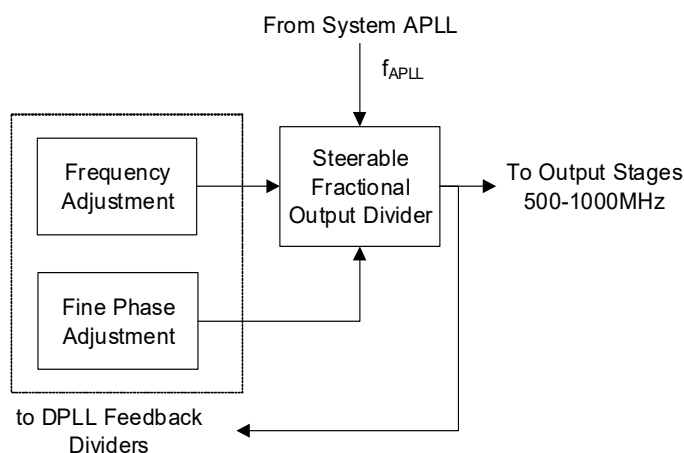 From System APLL
fAPLL
Frequency
Adjustment
Steerable
Fractional
Output Divider
To Output Stages
500-1000MHz
Fine Phase
Adjustment
to DPLL Feedback
Dividers